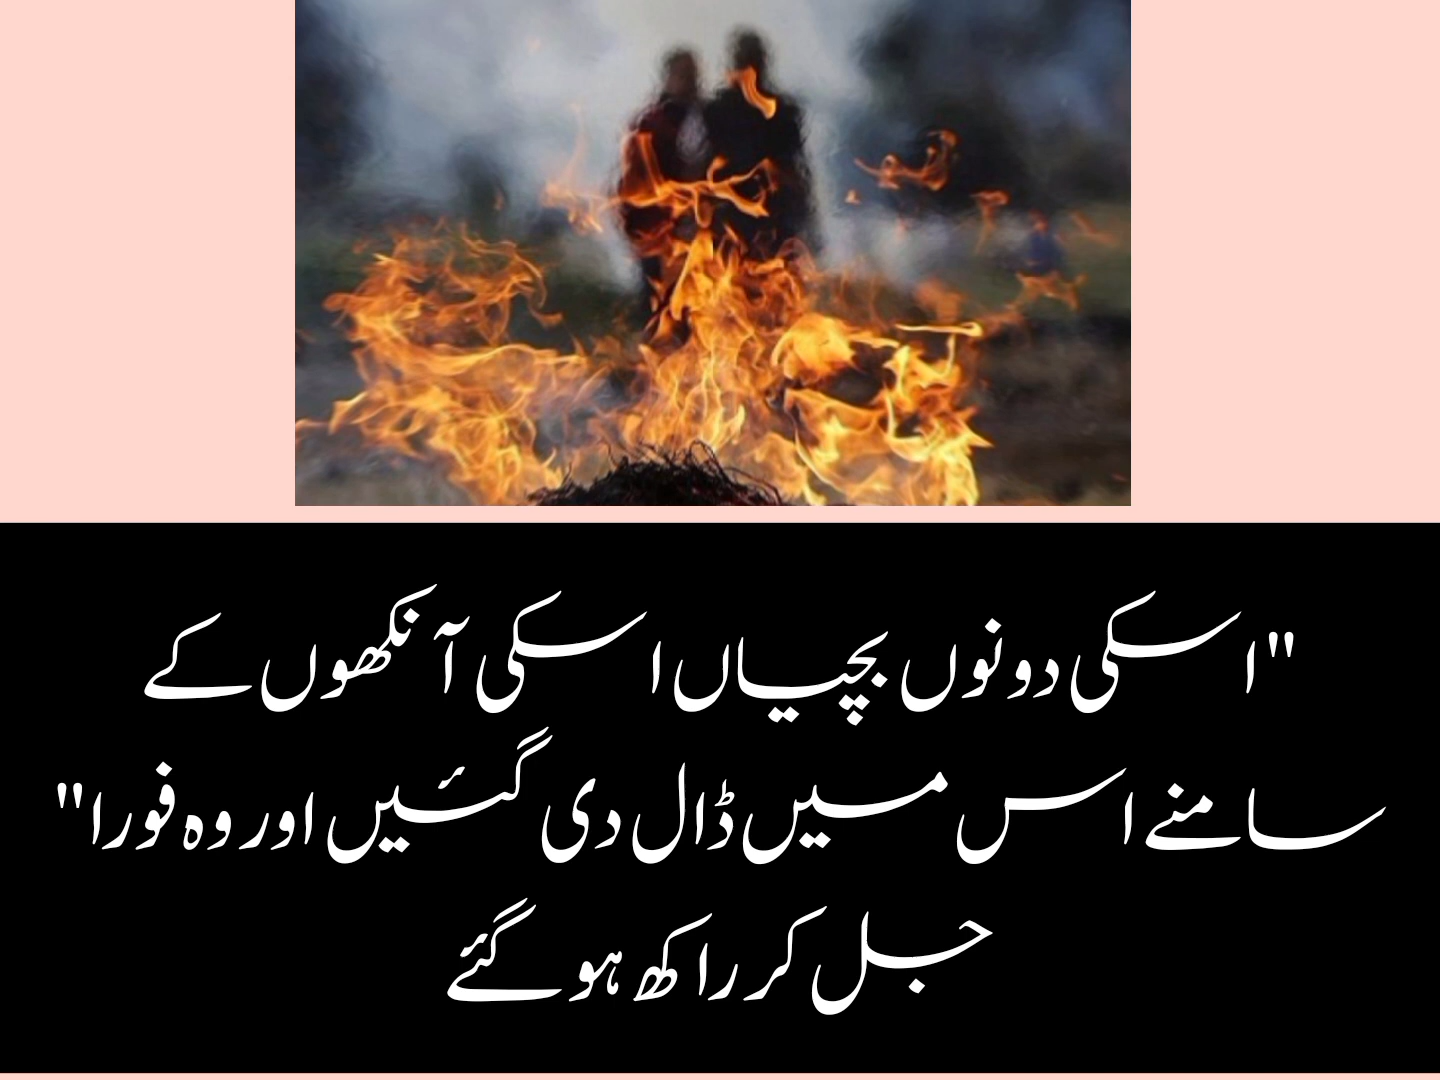 "اسکی دونوں بچیاں اسکی آنکھوں کے
سامنے اس میں ڈال دی گئیں اور وہ فورا"
جل کر راکھ ہو گئے